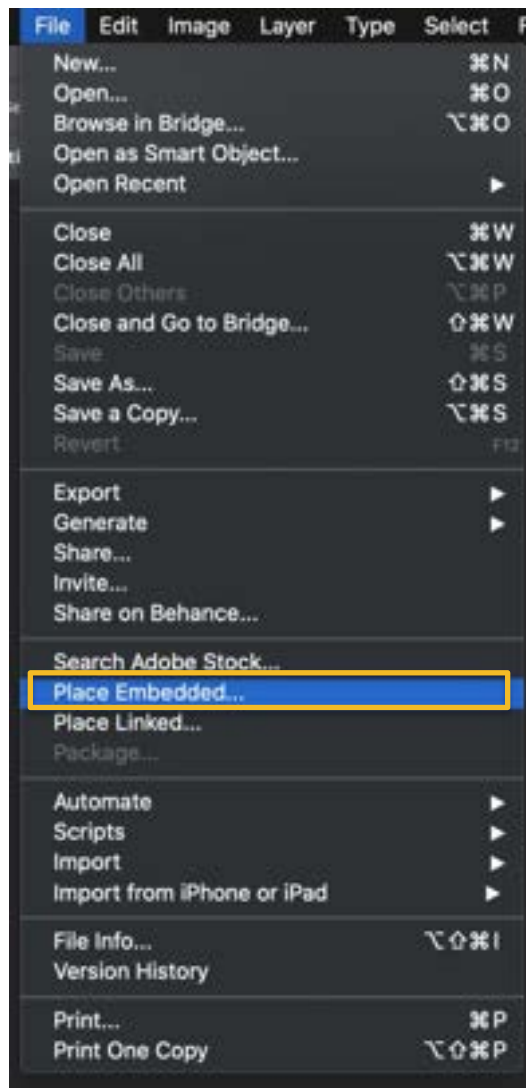 File Edit Image Layer Type Select
New... ⌘N
Open... ⌘O
Browse in Bridge... ⌥⌘O
Open as Smart Object...
Open Recent ▶
Close ⌘W
Close All ⌥⌘W
Close Others ⌥⌘P
Close and Go to Bridge... ⇧⌘W
Save ⌘S
Save As... ⇧⌘S
Save a Copy... ⌥⌘S
Revert F12
Export ▶
Generate ▶
Share...
Invite...
Share on Behance...
Search Adobe Stock...
Place Embedded...
Place Linked...
Package...
Automate ▶
Scripts ▶
Import ▶
Import from iPhone or iPad ▶
File Info... ⌥⇧⌘I
Version History
Print... ⌘P
Print One Copy ⌥⇧⌘P